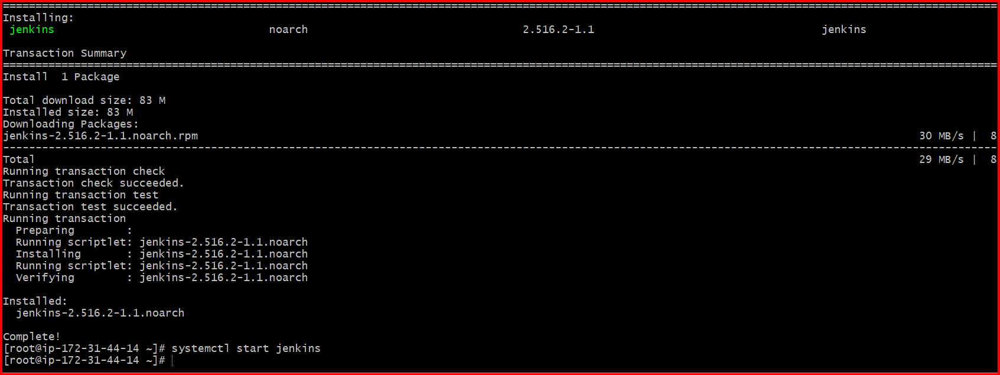 ================================================================================
Installing:
jenkins noarch 2.516.2-1.1 jenkins
Transaction Summary
================================================================================
Install  1 Package
Total download size: 83 M
Installed size: 83 M
Downloading Packages:
jenkins-2.516.2-1.1.noarch.rpm 30 MB/s |  8
--------------------------------------------------------------------------------
Total 29 MB/s |  8
Running transaction check
Transaction check succeeded.
Running transaction test
Transaction test succeeded.
Running transaction
  Preparing        :
  Running scriptlet: jenkins-2.516.2-1.1.noarch
  Installing       : jenkins-2.516.2-1.1.noarch
  Running scriptlet: jenkins-2.516.2-1.1.noarch
  Verifying        : jenkins-2.516.2-1.1.noarch
Installed:
  jenkins-2.516.2-1.1.noarch
Complete!
[root@ip-172-31-44-14 ~]# systemctl start jenkins
[root@ip-172-31-44-14 ~]#